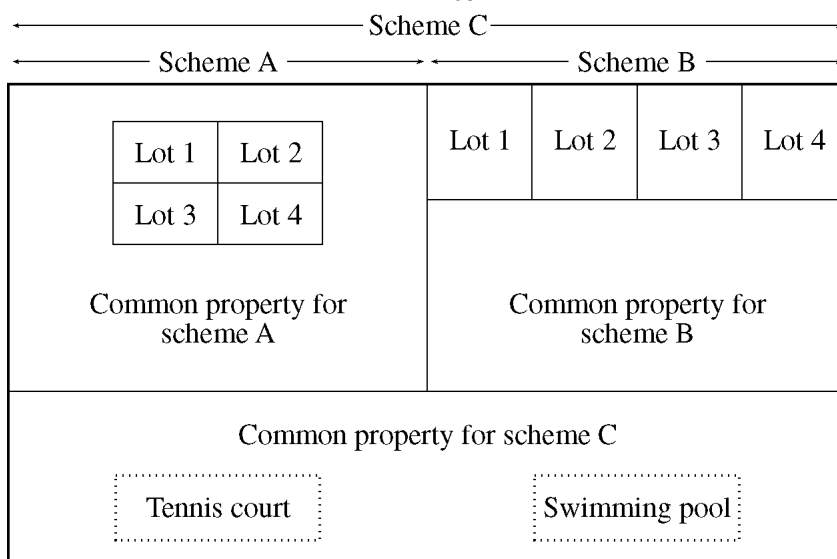 Scheme C
Scheme A
Scheme B
Lot 1
Lot 2
Lot 3
Lot 4
Lot 1
Lot 2
Lot 3
Lot 4
Common property for
scheme A
Common property for
scheme B
Common property for scheme C
Tennis court
Swimming pool